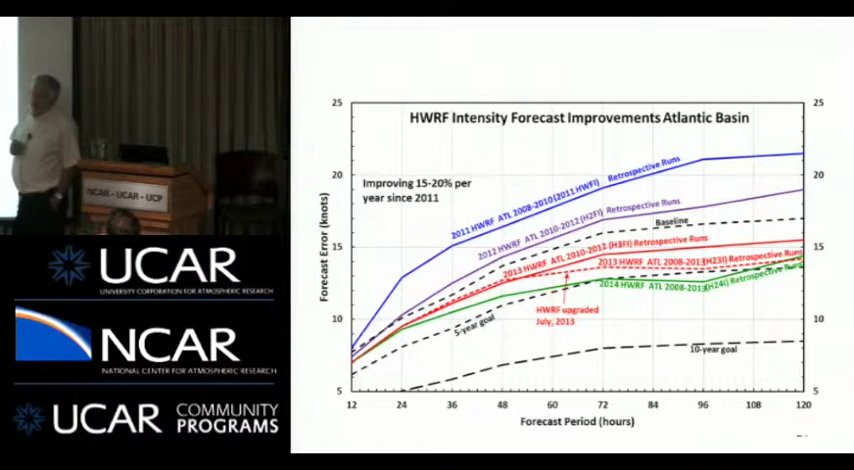 NCAR - UCAR - UCP
UCAR
UNIVERSITY CORPORATION FOR ATMOSPHERIC RESEARCH
NCAR
NATIONAL CENTER FOR ATMOSPHERIC RESEARCH
UCAR COMMUNITY
PROGRAMS
HWRF Intensity Forecast Improvements Atlantic Basin
Improving 15-20% per
year since 2011
2011 HWRF ATL 2008-2010 (2011 HWFI) Retrospective Runs
2012 HWRF ATL 2010-2012 (H2FI) Retrospective Runs
Baseline
2013 HWRF ATL 2010-2012 (H3FI) Retrospective Runs
2013 HWRF ATL 2008-2013(H23I) Retrospective Runs
2014 HWRF ATL 2008-2013(H24I) Retrospective Runs
HWRF upgraded
July, 2013
5-year goal
10-year goal
Forecast Error (knots)
25
20
15
10
5
25
20
15
10
5
12 24 36 48 60 72 84 96 108 120
Forecast Period (hours)